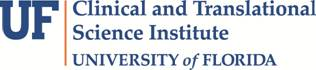 UF
Clinical and Translational
Science Institute
UNIVERSITY of FLORIDA